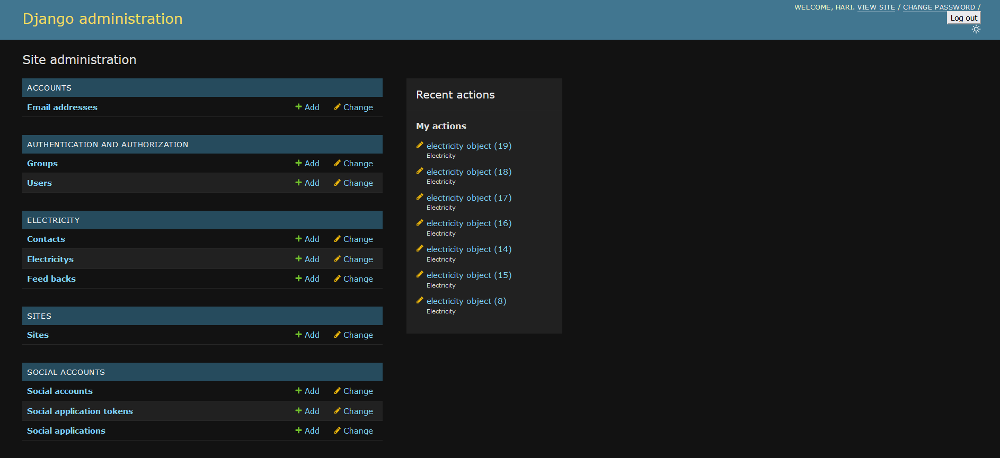 Django administration
WELCOME, HARI. VIEW SITE / CHANGE PASSWORD /
Log out
Site administration
ACCOUNTS
Email addresses Add Change
AUTHENTICATION AND AUTHORIZATION
Groups Add Change
Users Add Change
ELECTRICITY
Contacts Add Change
Electricitys Add Change
Feed backs Add Change
SITES
Sites Add Change
SOCIAL ACCOUNTS
Social accounts Add Change
Social application tokens Add Change
Social applications Add Change
Recent actions
My actions
electricity object (19)
Electricity
electricity object (18)
Electricity
electricity object (17)
Electricity
electricity object (16)
Electricity
electricity object (14)
Electricity
electricity object (15)
Electricity
electricity object (8)
Electricity